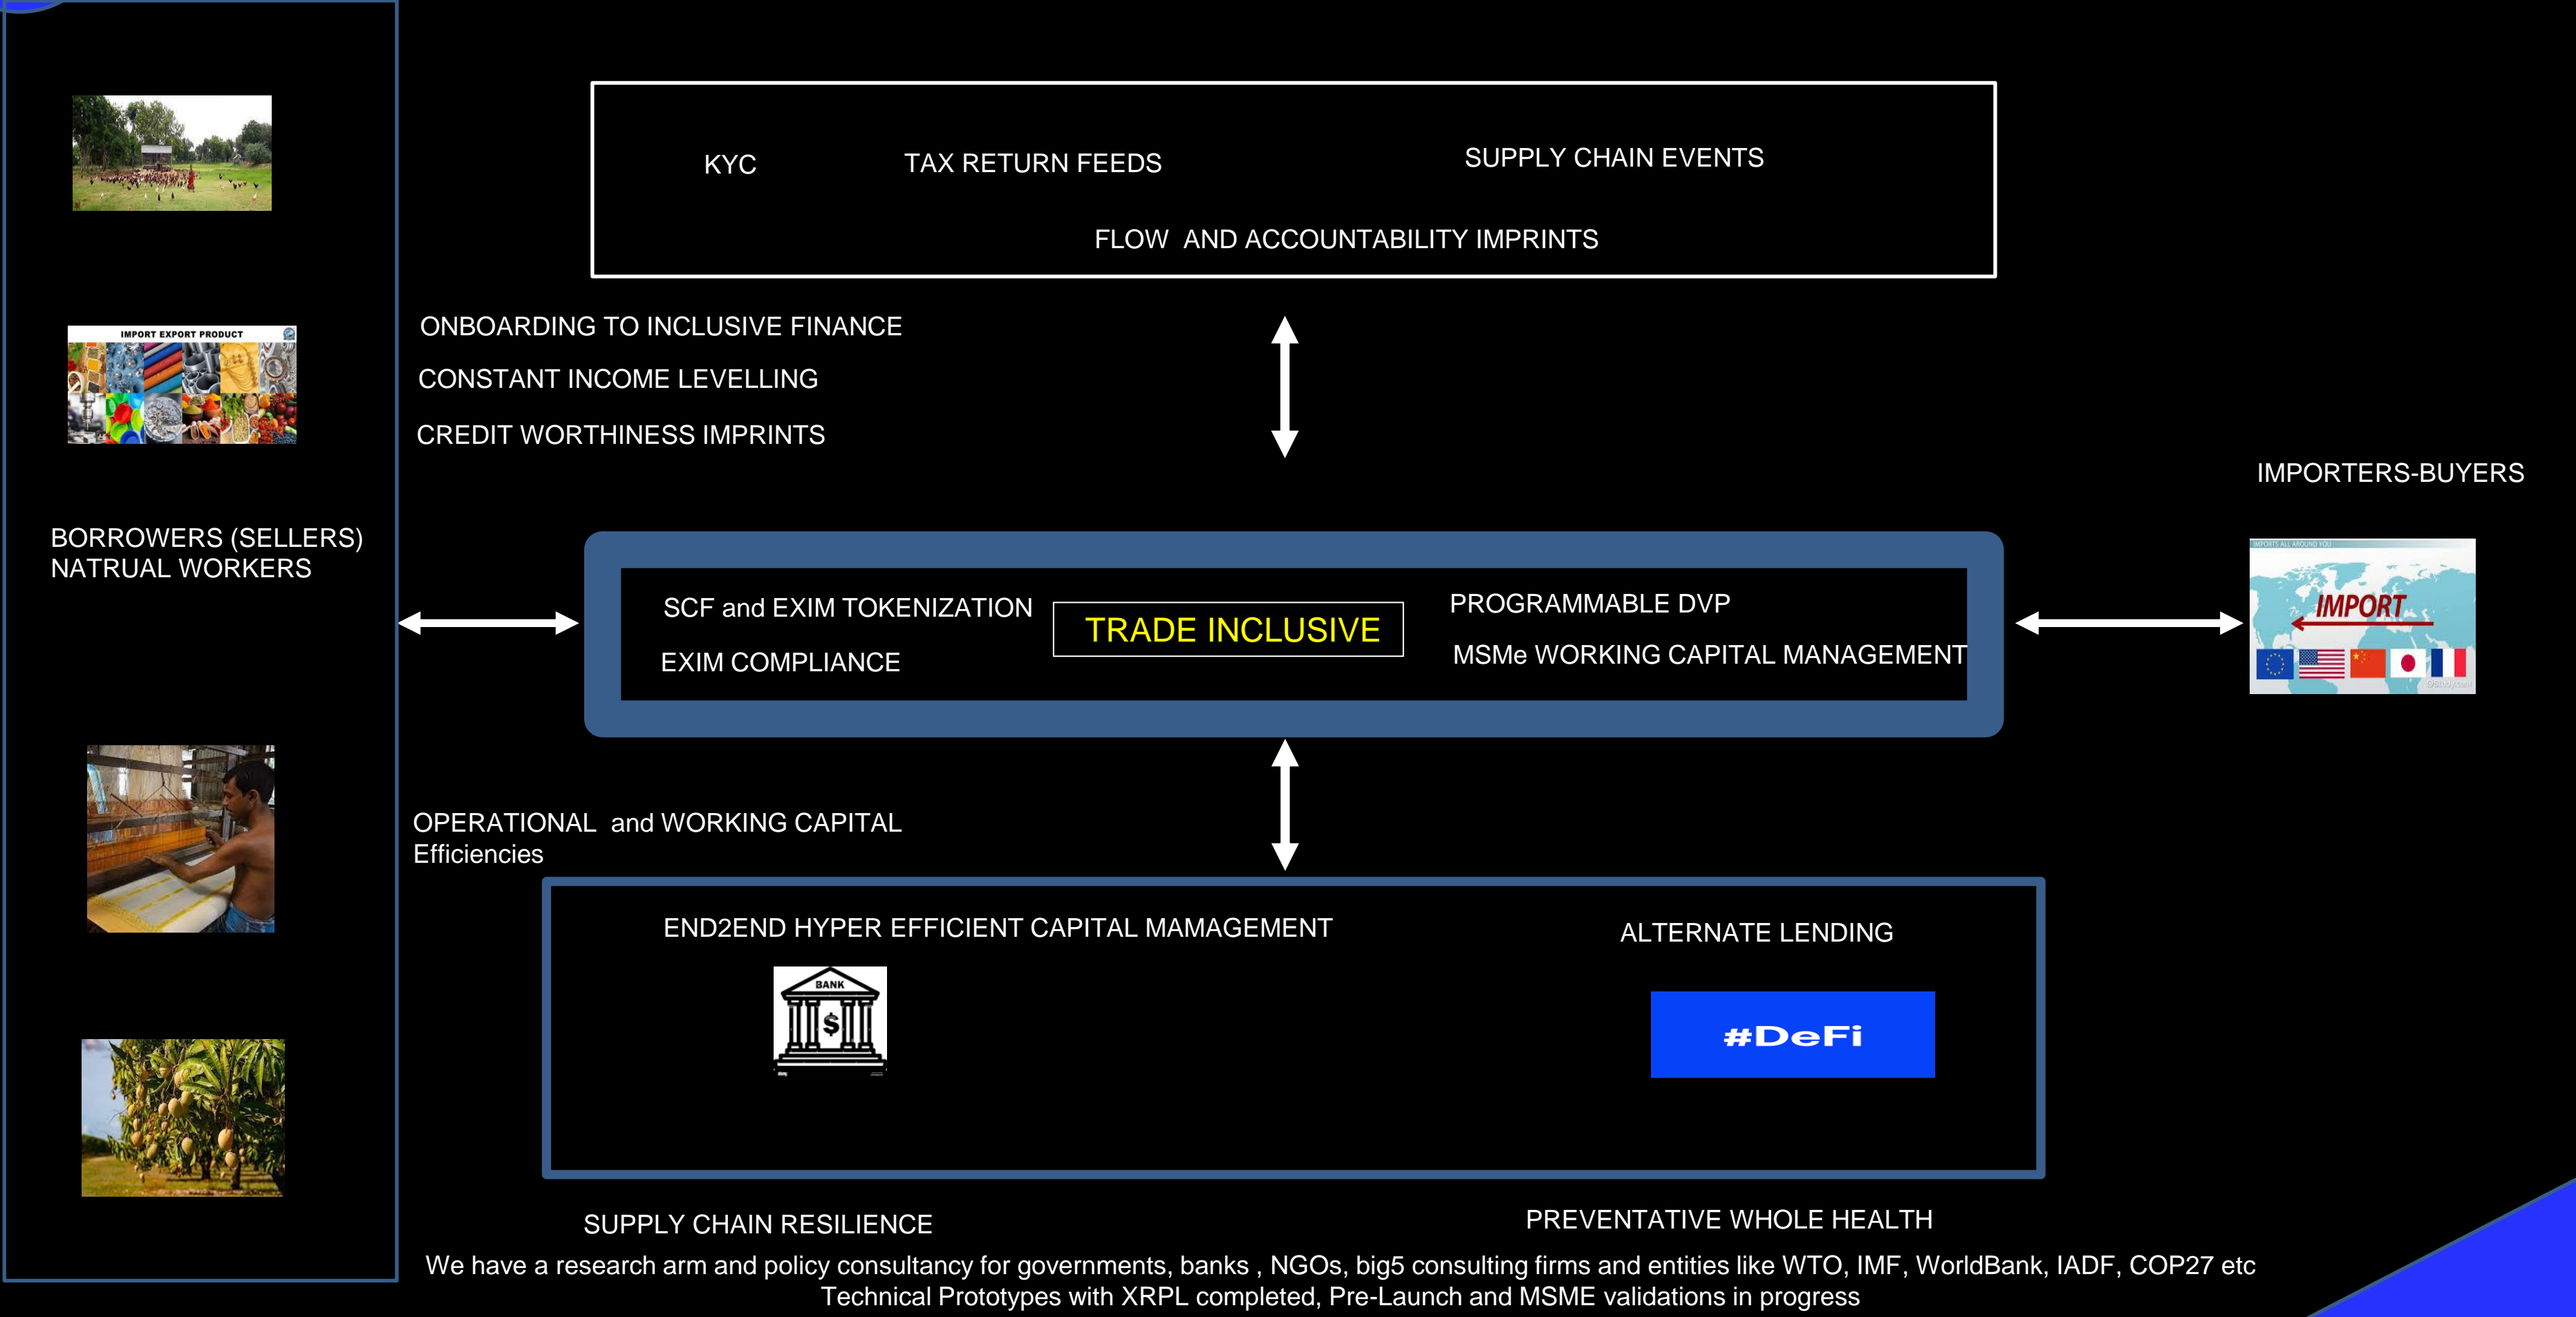 KYC
TAX RETURN FEEDS
SUPPLY CHAIN EVENTS
FLOW AND ACCOUNTABILITY IMPRINTS
IMPORT EXPORT PRODUCT
ONBOARDING TO INCLUSIVE FINANCE
CONSTANT INCOME LEVELLING
CREDIT WORTHINESS IMPRINTS
BORROWERS (SELLERS)
NATRUAL WORKERS
SCF and EXIM TOKENIZATION
EXIM COMPLIANCE
TRADE INCLUSIVE
PROGRAMMABLE DVP
MSMe WORKING CAPITAL MANAGEMENT
IMPORTERS-BUYERS
IMPORTS ALL AROUND YOU
IMPORT
OPERATIONAL and WORKING CAPITAL
Efficiencies
END2END HYPER EFFICIENT CAPITAL MAMAGEMENT
BANK
$
ALTERNATE LENDING
#DeFi
SUPPLY CHAIN RESILIENCE
PREVENTATIVE WHOLE HEALTH
We have a research arm and policy consultancy for governments, banks , NGOs, big5 consulting firms and entities like WTO, IMF, WorldBank, IADF, COP27 etc
Technical Prototypes with XRPL completed, Pre-Launch and MSME validations in progress